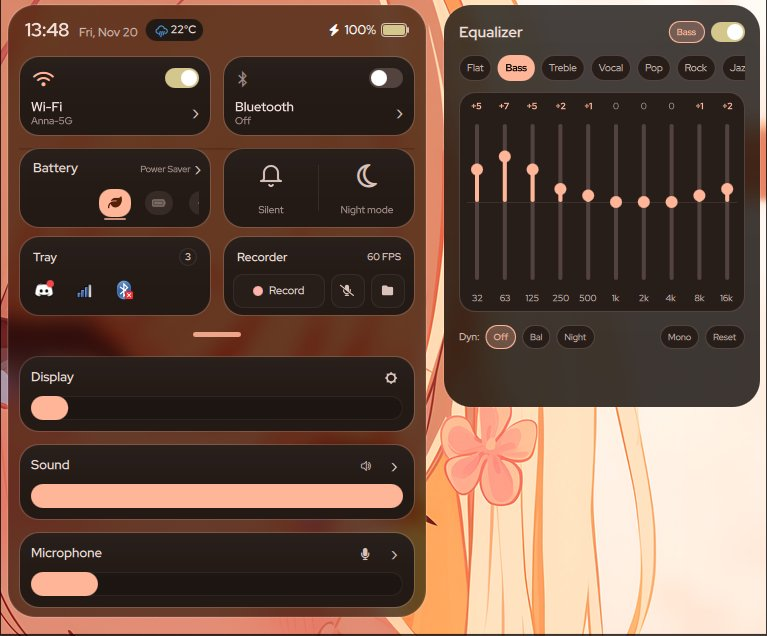 13:48 Fri, Nov 20 22°C 100%
Wi-Fi
Anna-5G
Bluetooth
Off
Battery Power Saver
Silent
Night mode
Tray 3
Recorder 60 FPS
Record
Display
Sound
Microphone
Equalizer Bass
Flat Bass Treble Vocal Pop Rock Jaz
+5 +7 +5 +2 +1 0 0 0 +1 +2
32 63 125 250 500 1k 2k 4k 8k 16k
Dyn: Off Bal Night Mono Reset